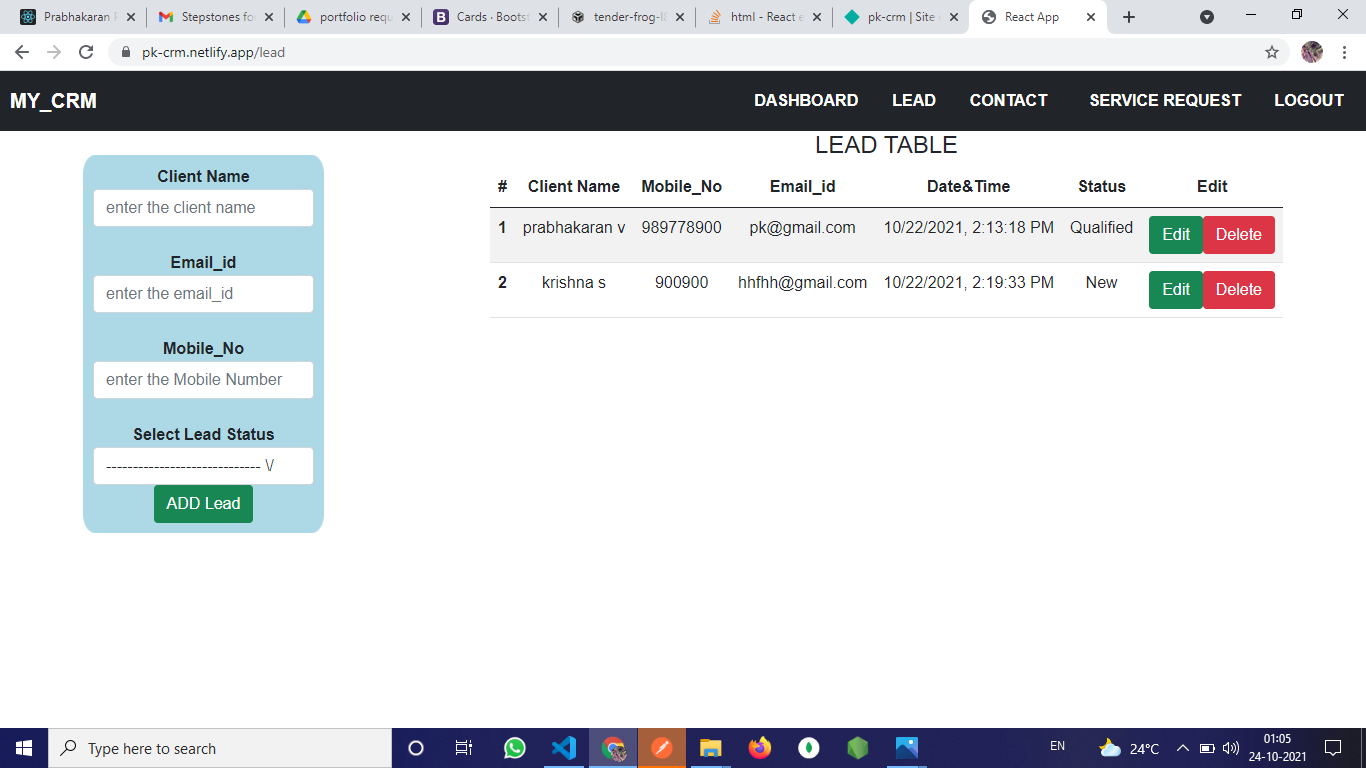 Prabhakaran P
Stepstones fo
portfolio requ
Cards · Bootst
tender-frog-l
html - React e
pk-crm | Site
React App
pk-crm.netlify.app/lead
MY_CRM
DASHBOARD
LEAD
CONTACT
SERVICE REQUEST
LOGOUT
Client Name
enter the client name
Email_id
enter the email_id
Mobile_No
enter the Mobile Number
Select Lead Status
----------------------------- \/
ADD Lead
LEAD TABLE
# Client Name Mobile_No Email_id Date&Time Status Edit
1 prabhakaran v 989778900 pk@gmail.com 10/22/2021, 2:13:18 PM Qualified Edit Delete
2 krishna s 900900 hhfhh@gmail.com 10/22/2021, 2:19:33 PM New Edit Delete
Type here to search
EN
24°C
01:05
24-10-2021